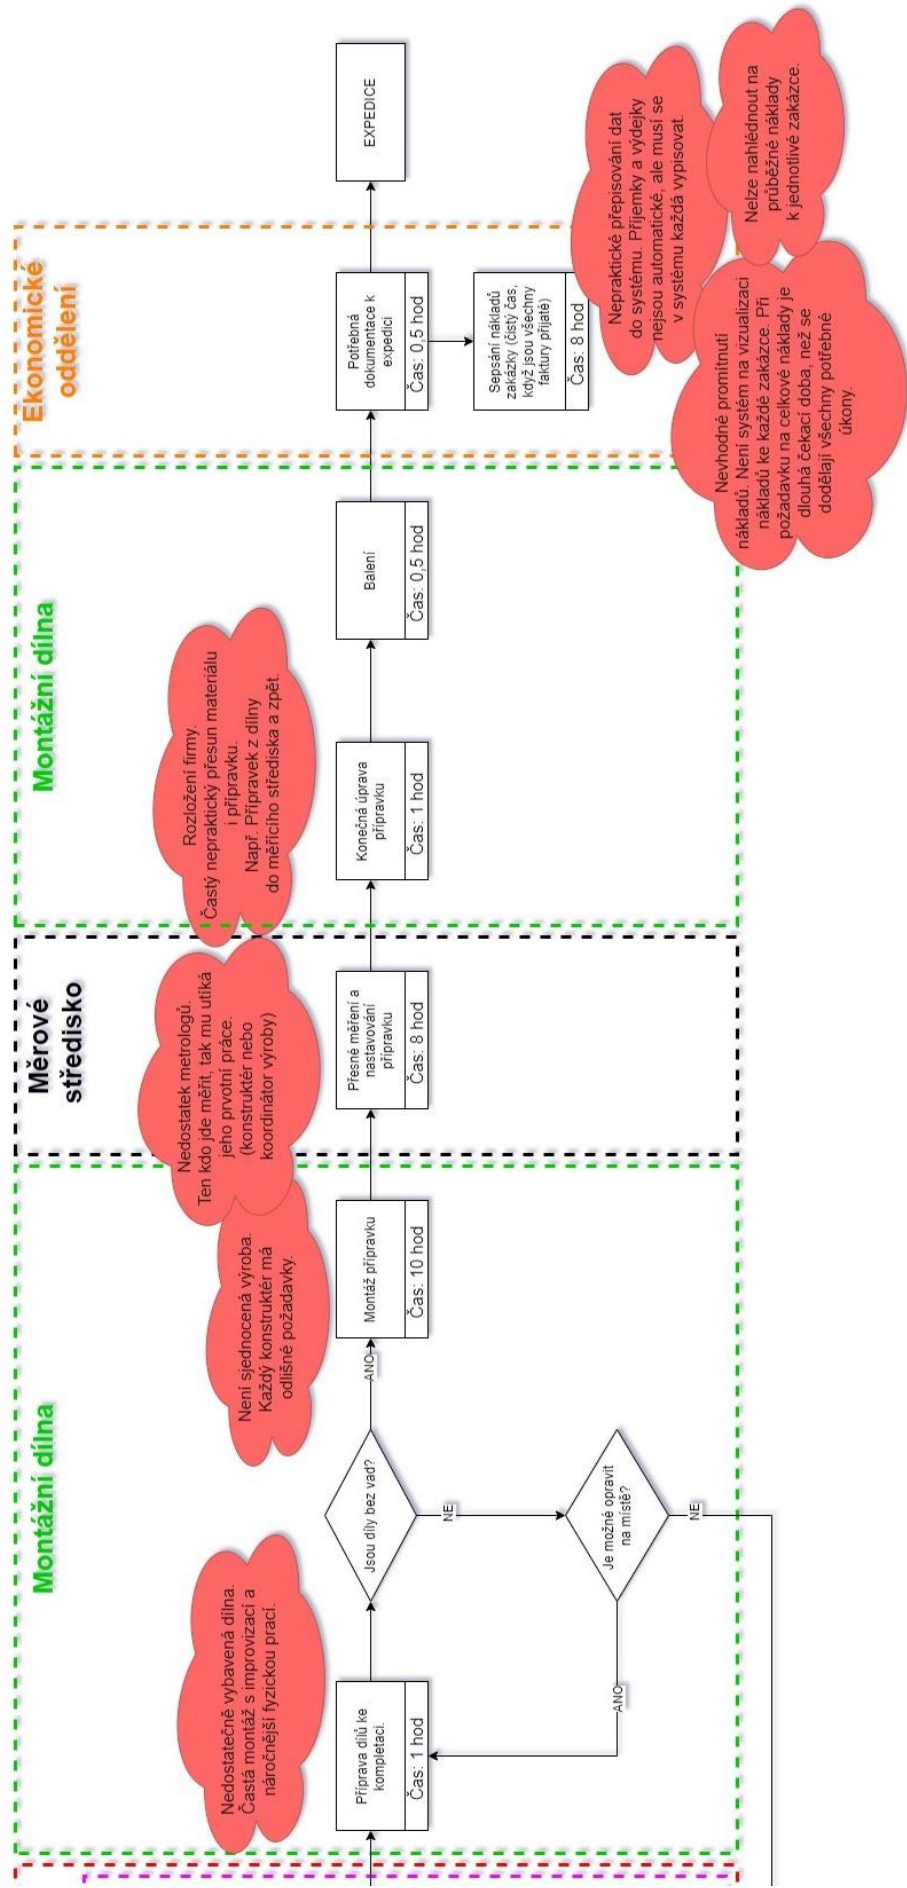 Montážní dílna
Nedostatečně vybavená dílna.
Častá montáž s improvizací a
náročnější fyzickou prací.
Příprava dílů ke
kompletaci.
Čas: 1 hod
Jsou díly bez vad?
ANO
NE
Je možné opravit
na místě?
ANO
NE
Není sjednocená výroba.
Každý konstruktér má
odlišné požadavky.
Montáž přípravku
Čas: 10 hod
Měrové
středisko
Nedostatek metrologů.
Ten kdo jde měřit, tak mu utíká
jeho prvotní práce.
(konstruktér nebo
koordinátor výroby)
Přesné měření a
nastavování
přípravku
Čas: 8 hod
Montážní dílna
Rozložení firmy.
Častý nepraktický přesun materiálu
i přípravku.
Např. Přípravek z dílny
do měřicího střediska a zpět.
Konečná úprava
přípravku
Čas: 1 hod
Balení
Čas: 0,5 hod
Ekonomické
oddělení
Potřebná
dokumentace k
expedici
Čas: 0,5 hod
Sepsání nákladů
zakázky (čistý čas,
když jsou všechny
faktury přijaté)
Čas: 8 hod
EXPEDICE
Nepraktické přepisování dat
do systému. Příjemky a výdejky
nejsou automatické, ale musí se
v systému každá vypisovat.
Nevhodné promítnutí
nákladů. Není systém na vizualizaci
nákladů ke každé zakázce. Při
požadavku na celkové náklady je
dlouhá čekací doba, než se
dodělají všechny potřebné
úkony.
Nelze nahlédnout na
průběžné náklady
k jednotlivé zakázce.